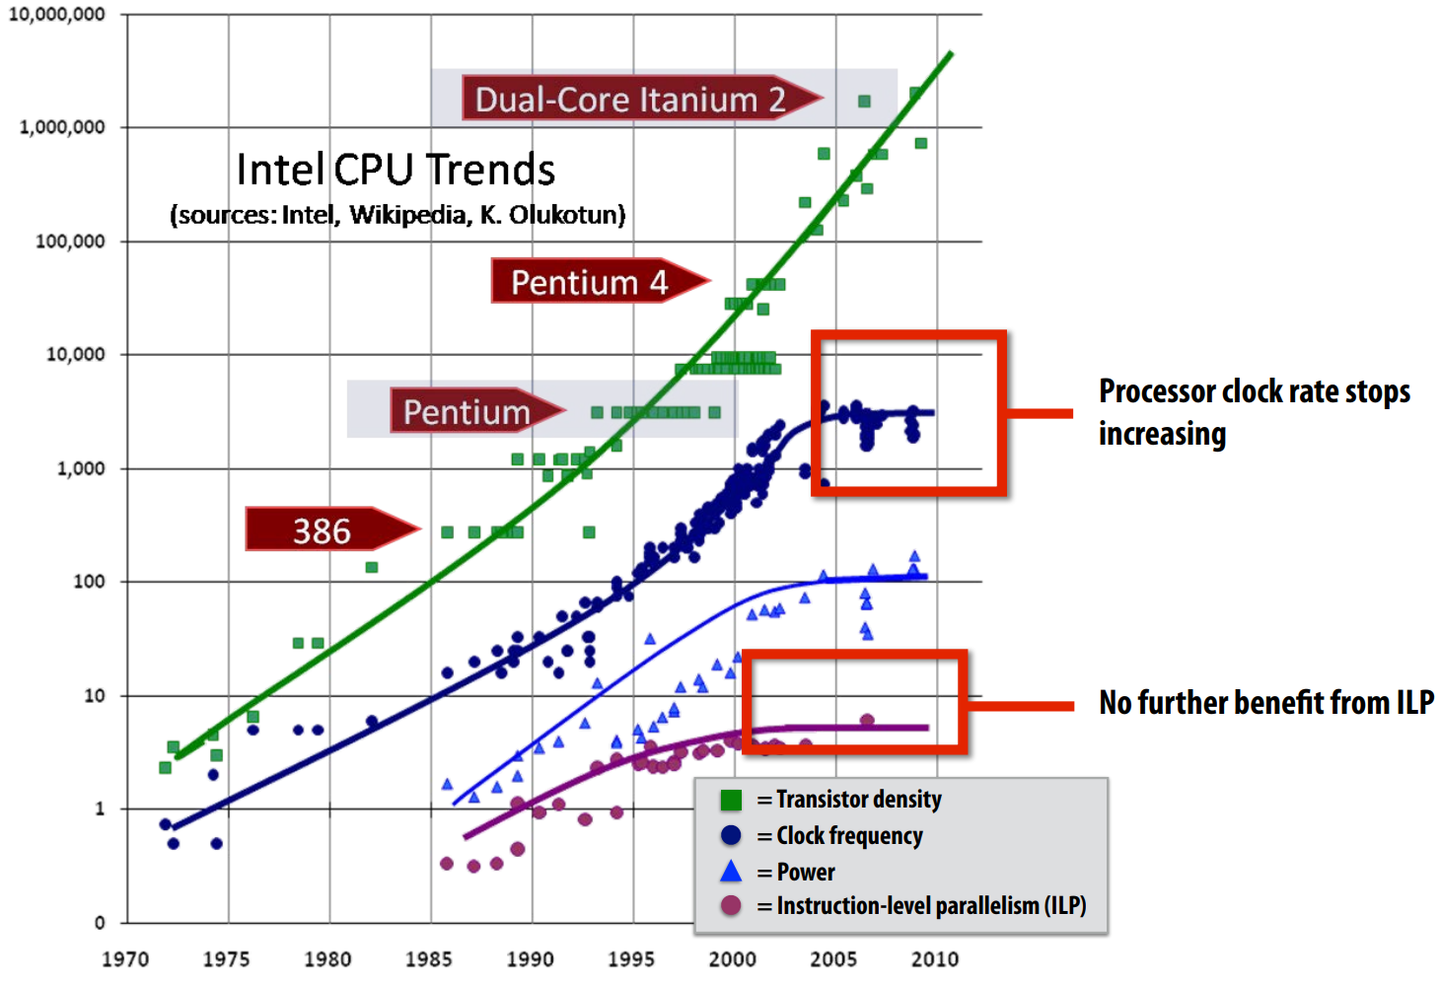 10,000,000
1,000,000
100,000
10,000
1,000
100
10
1
0
Dual-Core Itanium 2
Intel CPU Trends
(sources: Intel, Wikipedia, K. Olukotun)
Pentium 4
Pentium
386
Processor clock rate stops
increasing
No further benefit from ILP
= Transistor density
= Clock frequency
= Power
= Instruction-level parallelism (ILP)
1970 1975 1980 1985 1990 1995 2000 2005 2010